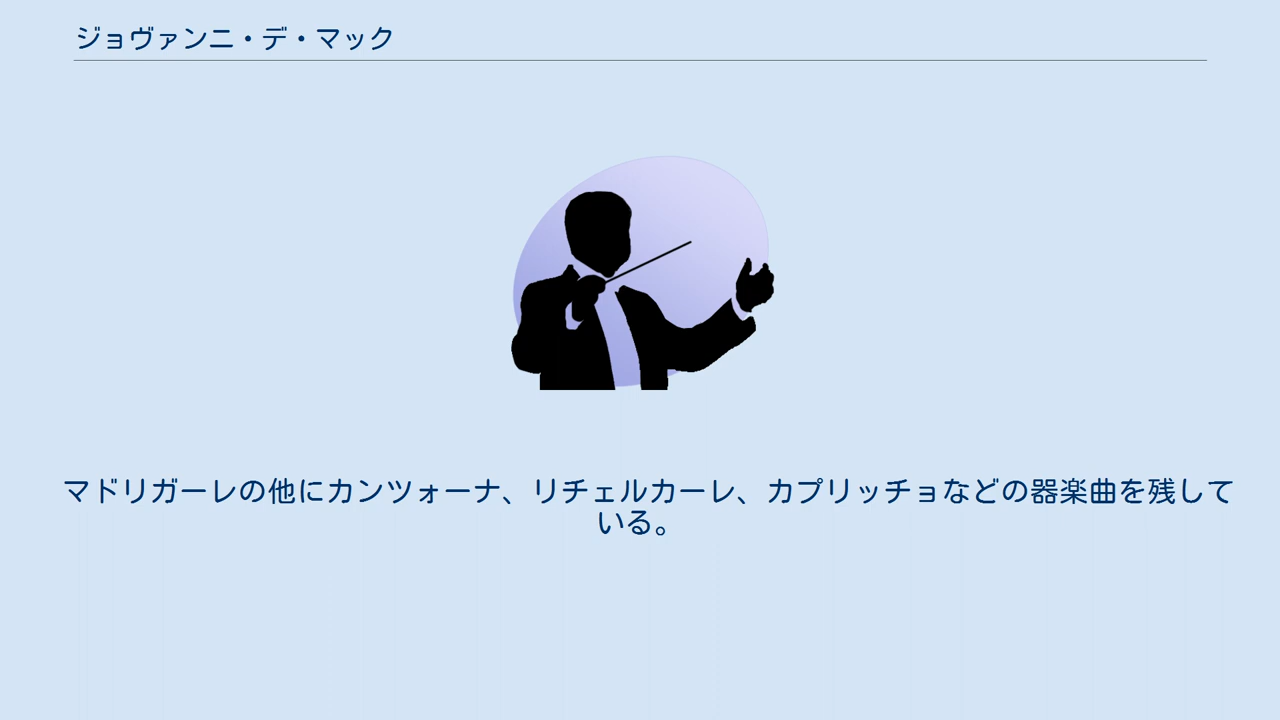 ジョヴァンニ・デ・マック
マドリガーレの他にカンツォーナ、リチェルカーレ、カプリッチョなどの器楽曲を残して
いる。